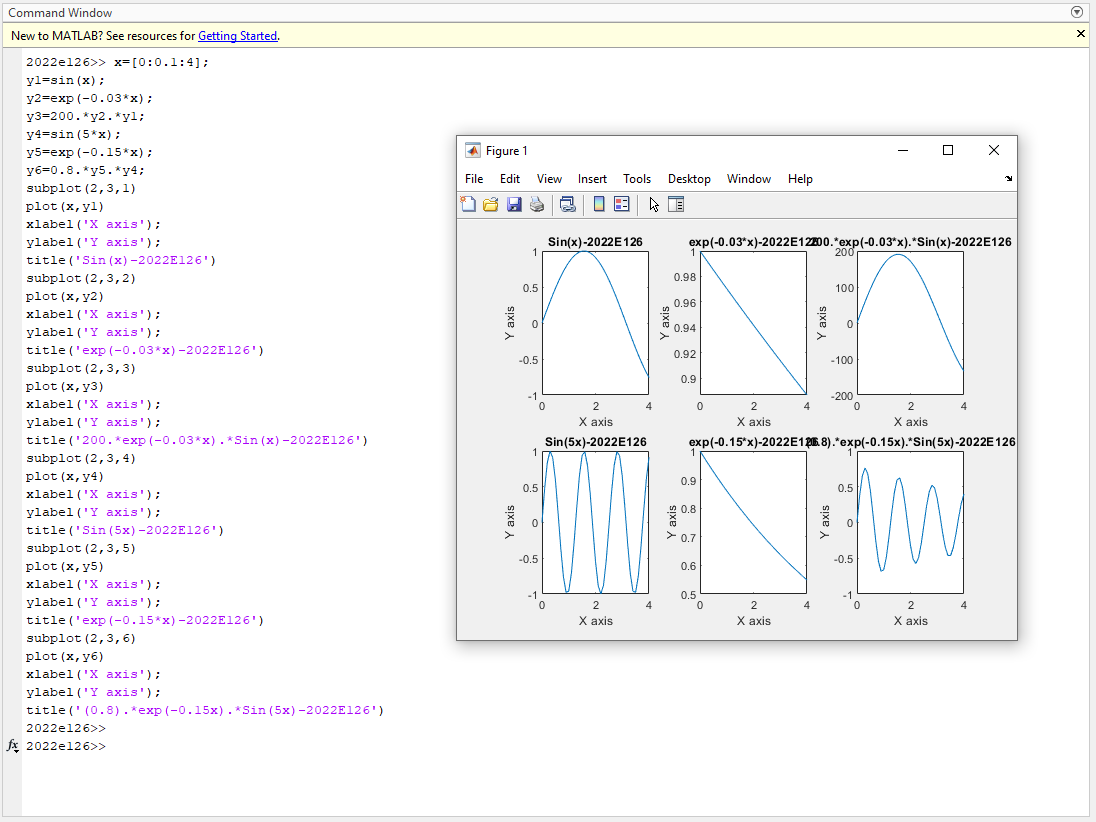 Command Window
New to MATLAB? See resources for Getting Started.
2022e126>> x=[0:0.1:4];
y1=sin(x);
y2=exp(-0.03*x);
y3=200.*y2.*y1;
y4=sin(5*x);
y5=exp(-0.15*x);
y6=0.8.*y5.*y4;
subplot(2,3,1)
plot(x,y1)
xlabel('X axis');
ylabel('Y axis');
title('Sin(x)-2022E126')
subplot(2,3,2)
plot(x,y2)
xlabel('X axis');
ylabel('Y axis');
title('exp(-0.03*x)-2022E126')
subplot(2,3,3)
plot(x,y3)
xlabel('X axis');
ylabel('Y axis');
title('200.*exp(-0.03*x).*Sin(x)-2022E126')
subplot(2,3,4)
plot(x,y4)
xlabel('X axis');
ylabel('Y axis');
title('Sin(5x)-2022E126')
subplot(2,3,5)
plot(x,y5)
xlabel('X axis');
ylabel('Y axis');
title('exp(-0.15*x)-2022E126')
subplot(2,3,6)
plot(x,y6)
xlabel('X axis');
ylabel('Y axis');
title('(0.8).*exp(-0.15x).*Sin(5x)-2022E126')
2022e126>>
fx 2022e126>>
Figure 1
File Edit View Insert Tools Desktop Window Help
Sin(x)-2022E126
1
0.5
0
-0.5
-1
0 2 4
X axis
Y axis
exp(-0.03*x)-2022E126
1
0.98
0.96
0.94
0.92
0.9
0 2 4
X axis
Y axis
200.*exp(-0.03*x).*Sin(x)-2022E126
200
100
0
-100
-200
0 2 4
X axis
Y axis
Sin(5x)-2022E126
1
0.5
0
-0.5
-1
0 2 4
X axis
Y axis
exp(-0.15*x)-2022E126
1
0.9
0.8
0.7
0.6
0.5
0 2 4
X axis
Y axis
(0.8).*exp(-0.15x).*Sin(5x)-2022E126
1
0.5
0
-0.5
-1
0 2 4
X axis
Y axis